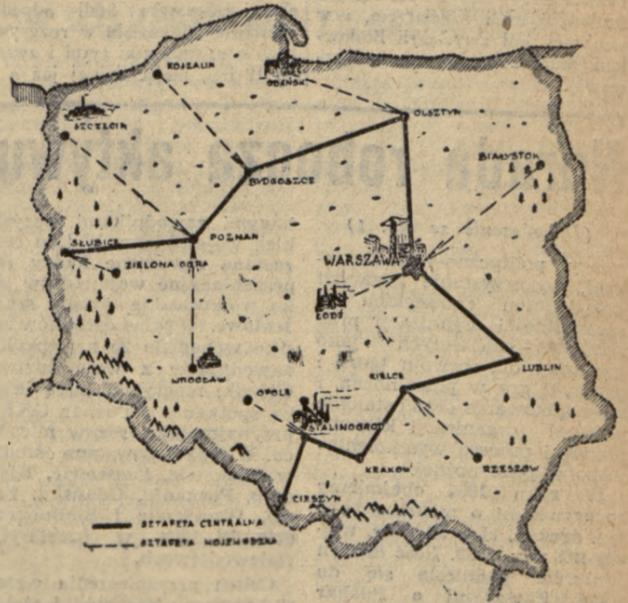 KOSZALIN
GDAŃSK
SZCZECIN
OLSZTYN
BIAŁYSTOK
BYDGOSZCZ
SŁUBICE
POZNAŃ
ZIELONA GÓRA
WARSZAWA
ŁÓDŹ
WROCŁAW
OPOLE
KIELCE
LUBLIN
STALINOGRÓD
KRAKÓW
RZESZÓW
CIESZYN
SZTAFETA CENTRALNA
SZTAFETA WOJEWÓDZKA